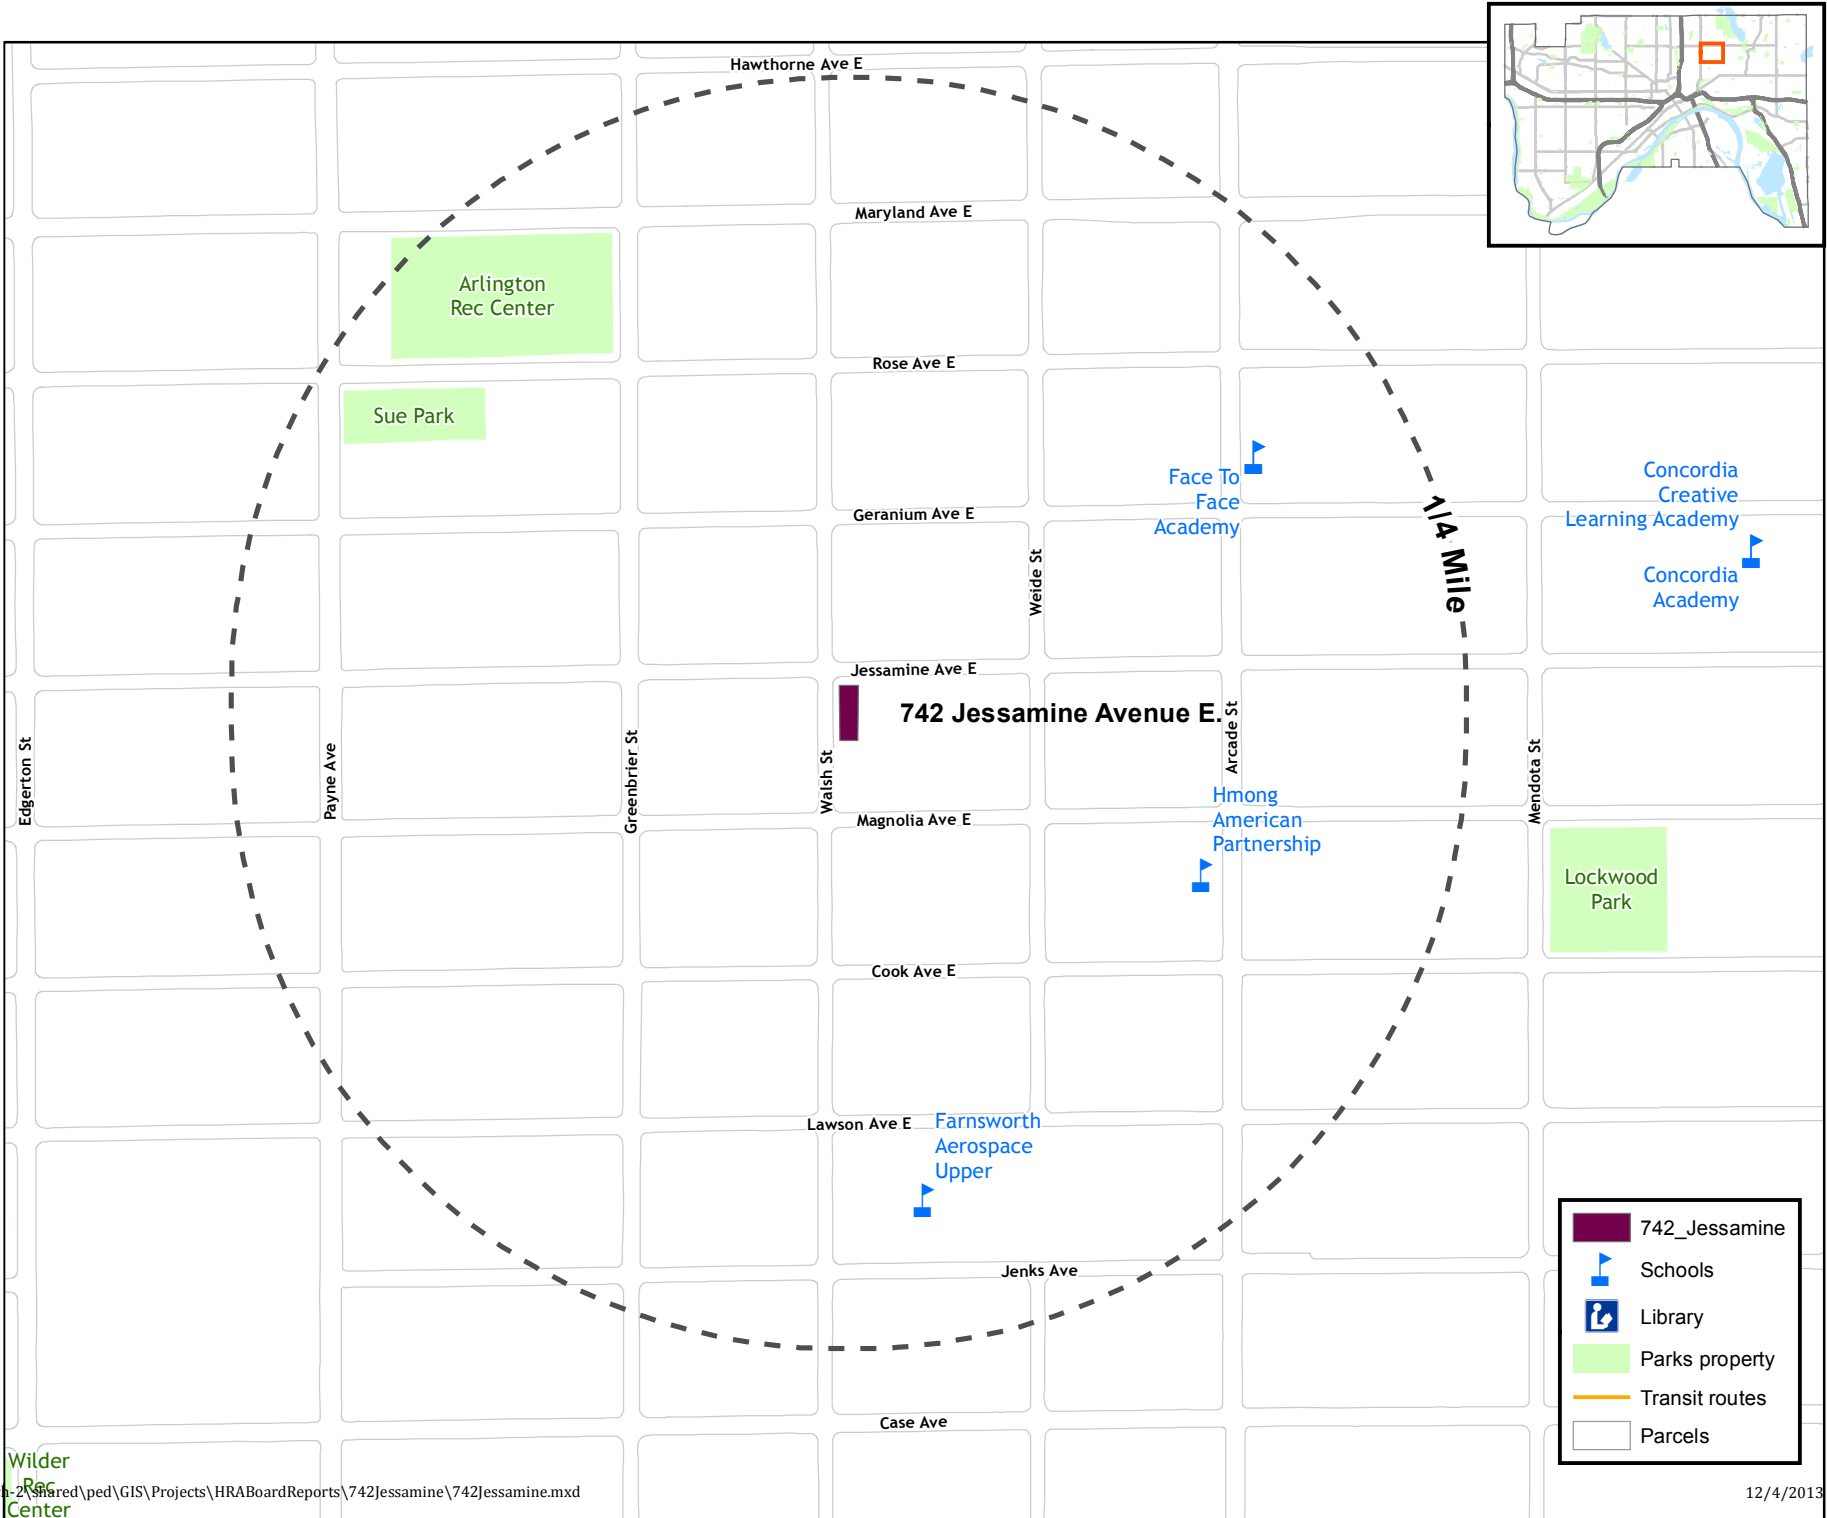 Hawthorne Ave E
Maryland Ave E
Arlington
Rec Center
Rose Ave E
Sue Park
Face To
Face
Academy
Concordia
Creative
Learning Academy
Geranium Ave E
1/4 Mile
Weide St
Concordia
Academy
Jessamine Ave E
742 Jessamine Avenue E.
Edgerton St
Payne Ave
Greenbrier St
Walsh St
Arcade St
Mendota St
Hmong
American
Partnership
Magnolia Ave E
Lockwood
Park
Cook Ave E
Lawson Ave E
Farnsworth
Aerospace
Upper
Jenks Ave
742_Jessamine
Schools
Library
Parks property
Transit routes
Parcels
Case Ave
Wilder
Rec
Center
h-2\shared\ped\GIS\Projects\HRABoardReports\742Jessamine\742Jessamine.mxd
12/4/2013